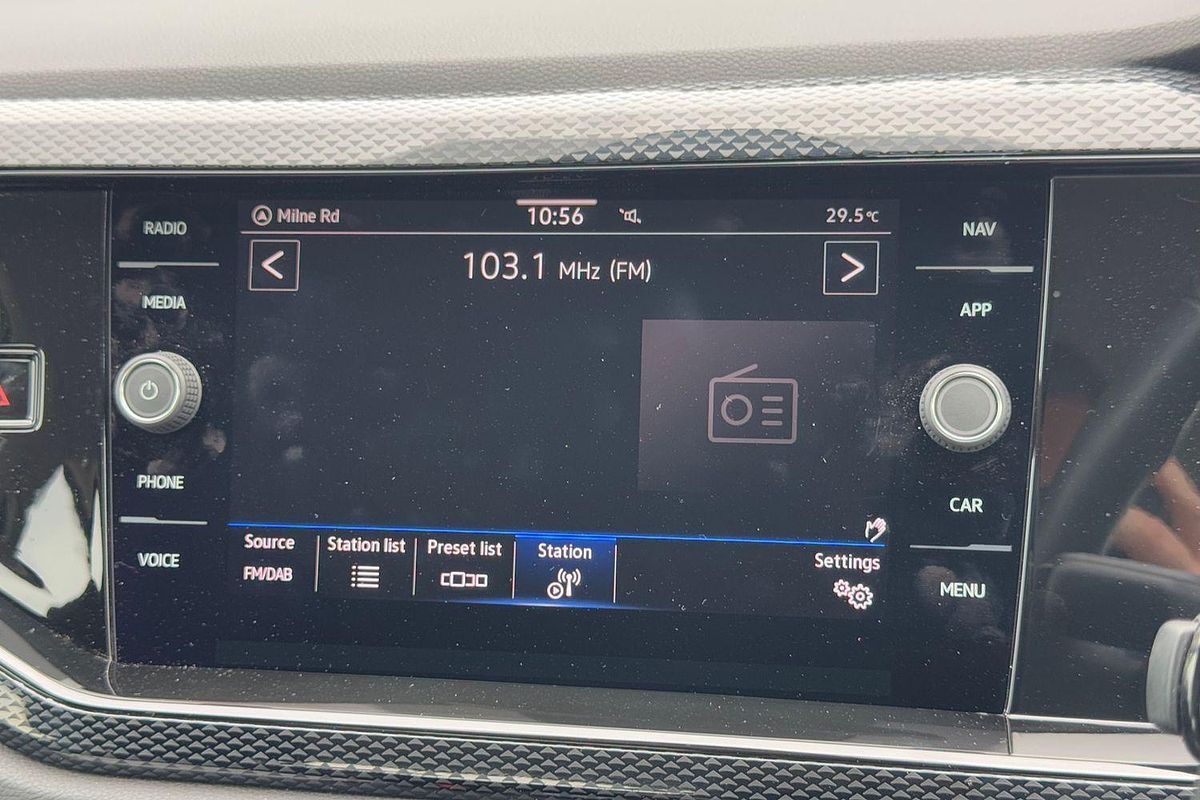 RADIO
MEDIA
PHONE
VOICE
Milne Rd
10:56
29.5°C
103.1 MHz (FM)
Source
FM/DAB
Station list
Preset list
Station
Settings
NAV
APP
CAR
MENU